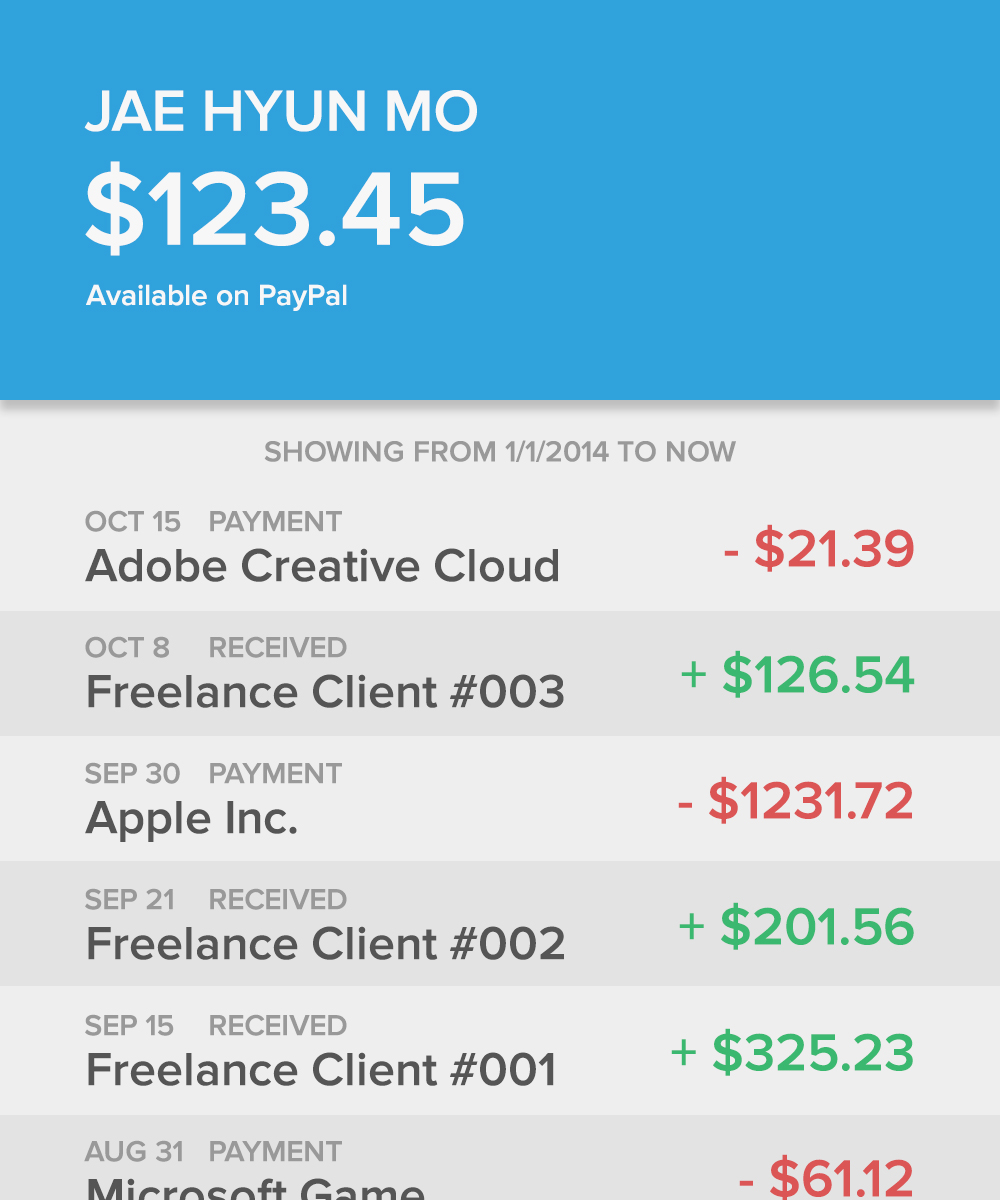 JAE HYUN MO
$123.45
Available on PayPal
SHOWING FROM 1/1/2014 TO NOW
OCT 15 PAYMENT
Adobe Creative Cloud
- $21.39
OCT 8 RECEIVED
Freelance Client #003
+ $126.54
SEP 30 PAYMENT
Apple Inc.
- $1231.72
SEP 21 RECEIVED
Freelance Client #002
+ $201.56
SEP 15 RECEIVED
Freelance Client #001
+ $325.23
AUG 31 PAYMENT
Microsoft Game
- $61.12